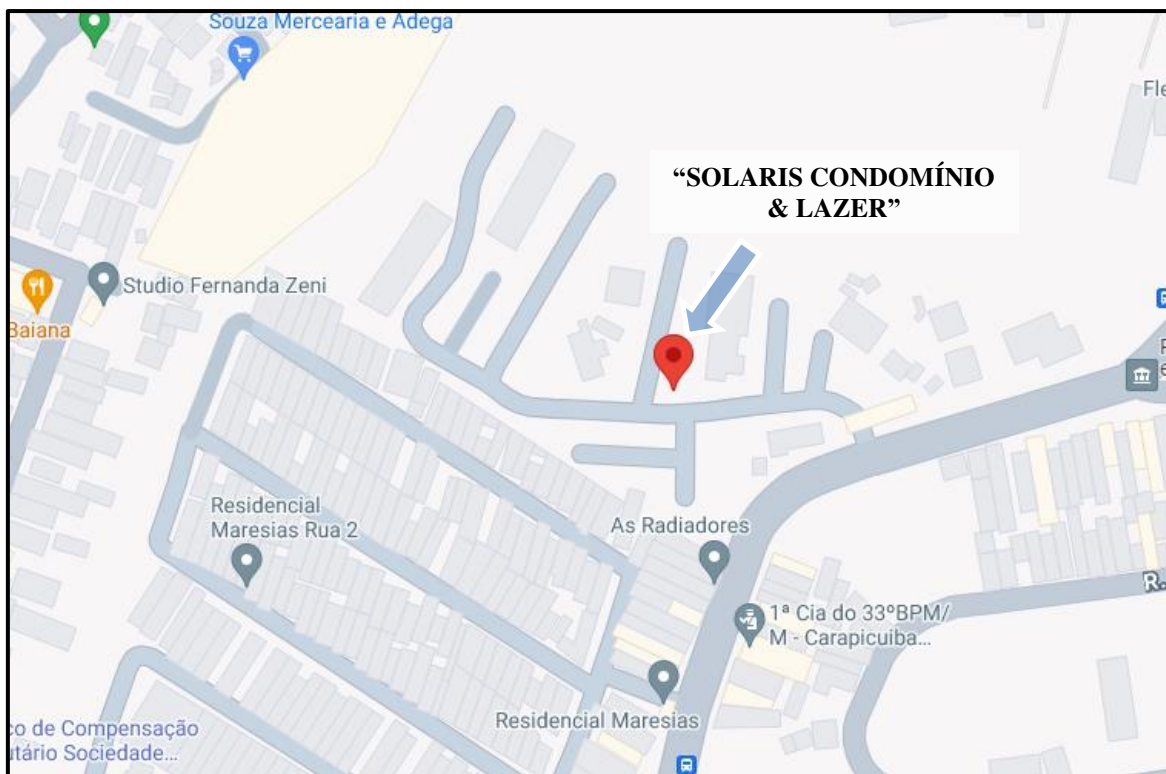 Souza Mercearia e Adega
Fle
“SOLARIS CONDOMÍNIO
& LAZER”
Studio Fernanda Zeni
Baiana
P
e
Residencial
Maresias Rua 2
As Radiadores
R.
1ª Cia do 33ºBPM/
M - Carapicuiba...
Residencial Maresias
co de Compensação
utário Sociedade...